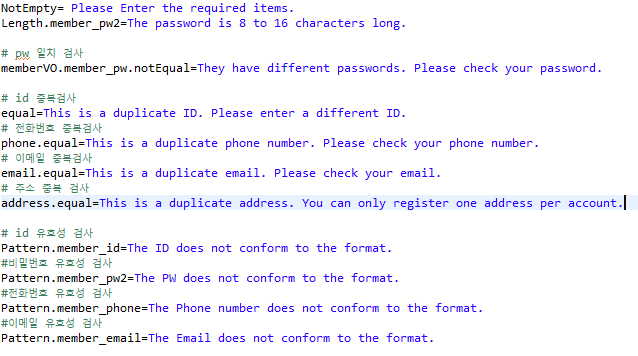 NotEmpty= Please Enter the required items.
Length.member_pw2=The password is 8 to 16 characters long.
# pw 일치 검사
memberVO.member_pw.notEqual=They have different passwords. Please check your password.
# id 중복검사
equal=This is a duplicate ID. Please enter a different ID.
# 전화번호 중복검사
phone.equal=This is a duplicate phone number. Please check your phone number.
# 이메일 중복검사
email.equal=This is a duplicate email. Please check your email.
# 주소 중복 검사
address.equal=This is a duplicate address. You can only register one address per account.
# id 유효성 검사
Pattern.member_id=The ID does not conform to the format.
#비밀번호 유효성 검사
Pattern.member_pw2=The PW does not conform to the format.
#전화번호 유효성 검사
Pattern.member_phone=The Phone number does not conform to the format.
#이메일 유효성 검사
Pattern.member_email=The Email does not conform to the format.